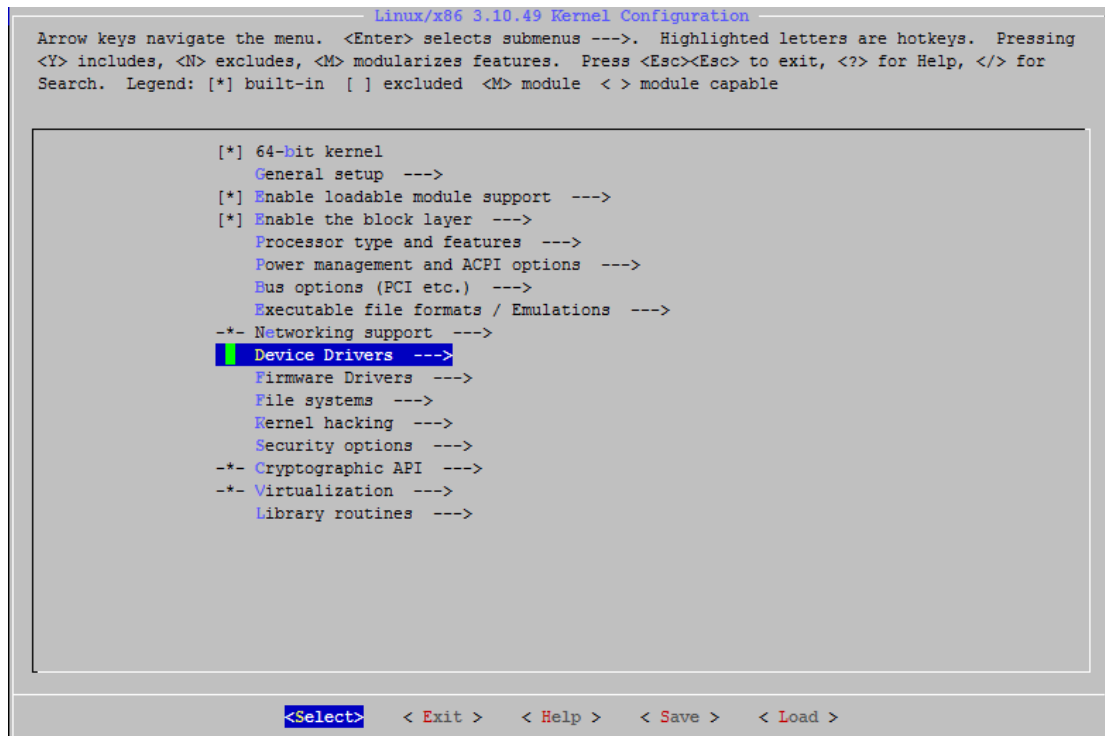 Linux/x86 3.10.49 Kernel Configuration
Arrow keys navigate the menu.  <Enter> selects submenus --->.  Highlighted letters are hotkeys.  Pressing
<Y> includes, <N> excludes, <M> modularizes features.  Press <Esc><Esc> to exit, <?> for Help, </> for
Search.  Legend: [*] built-in  [ ] excluded  <M> module  < > module capable
[*] 64-bit kernel
General setup  --->
[*] Enable loadable module support  --->
[*] Enable the block layer  --->
Processor type and features  --->
Power management and ACPI options  --->
Bus options (PCI etc.)  --->
Executable file formats / Emulations  --->
-*- Networking support  --->
Device Drivers  --->
Firmware Drivers  --->
File systems  --->
Kernel hacking  --->
Security options  --->
-*- Cryptographic API  --->
-*- Virtualization  --->
Library routines  --->
<Select>    < Exit >    < Help >    < Save >    < Load >